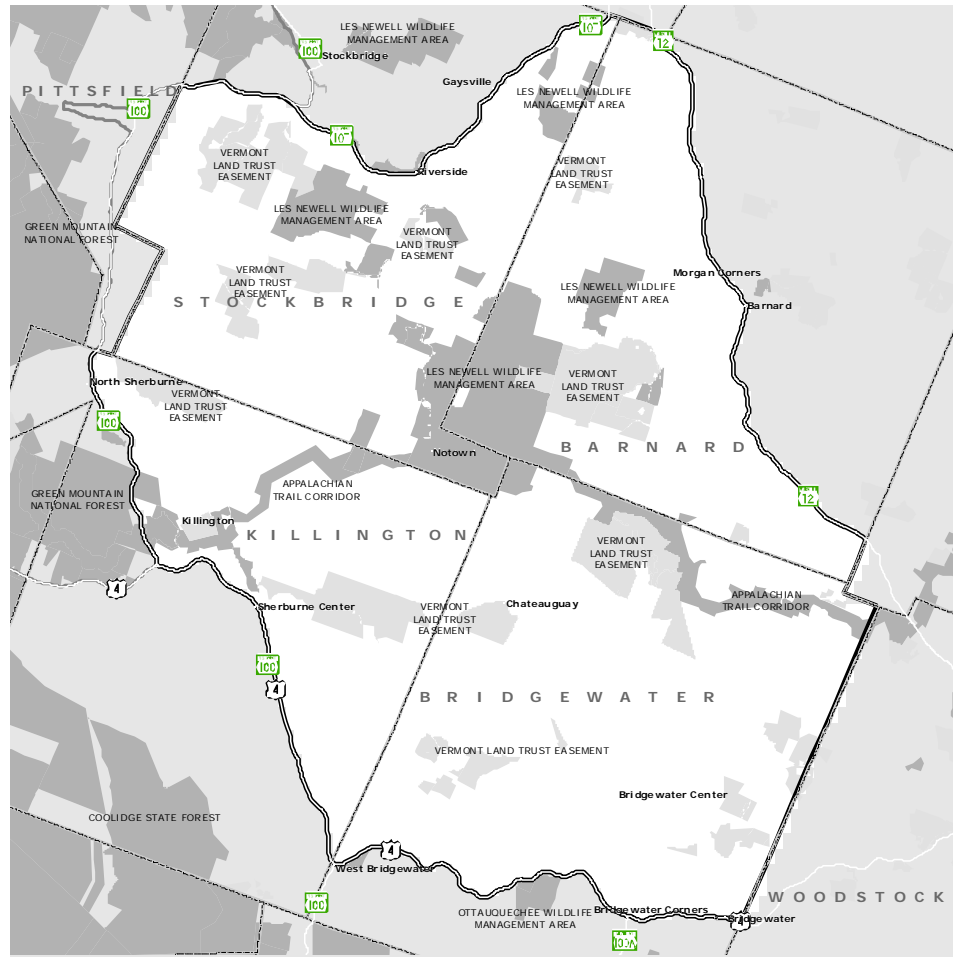 LES NEWELL WILDLIFE
MANAGEMENT AREA
12
100
Stockbridge
Gaysville
PITTSFIELD
100
LES NEWELL WILDLIFE
MANAGEMENT AREA
VERMONT
LAND TRUST
EASEMENT
VERMONT
LAND TRUST
EASEMENT
Riverside
LES NEWELL WILDLIFE
MANAGEMENT AREA
GREEN MOUNTAIN
NATIONAL FOREST
VERMONT
LAND TRUST
EASEMENT
VERMONT
LAND TRUST
EASEMENT
Morgan Corners
LES NEWELL WILDLIFE
MANAGEMENT AREA
STOCKBRIDGE
Barnard
North Sherburne
VERMONT
LAND TRUST
EASEMENT
LES NEWELL WILDLIFE
MANAGEMENT AREA
VERMONT
LAND TRUST
EASEMENT
100
BARNARD
Notown
APPALACHIAN
TRAIL CORRIDOR
GREEN MOUNTAIN
NATIONAL FOREST
12
Killington
KILLINGTON
VERMONT
LAND TRUST
EASEMENT
4
APPALACHIAN
TRAIL CORRIDOR
Sherburne Center
VERMONT
LAND TRUST
EASEMENT
Chateauguay
100
4
BRIDGEWATER
VERMONT LAND TRUST EASEMENT
Bridgewater Center
COOLIDGE STATE FOREST
4
West Bridgewater
100
WOODSTOCK
OTTAUQUECHEE WILDLIFE
MANAGEMENT AREA
Bridgewater Corners
4
Bridgewater
100A